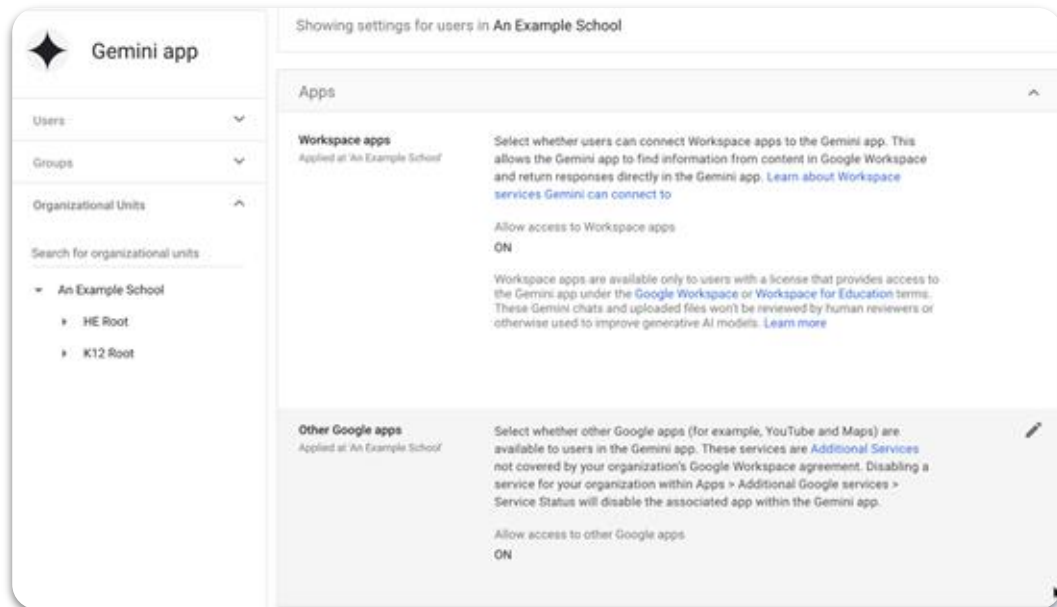 Gemini app
Users
Groups
Organizational Units
Search for organizational units
An Example School
HE Root
K12 Root
Showing settings for users in An Example School
Apps
Workspace apps
Applied at 'An Example School'
Select whether users can connect Workspace apps to the Gemini app. This
allows the Gemini app to find information from content in Google Workspace
and return responses directly in the Gemini app. Learn about Workspace
services Gemini can connect to
Allow access to Workspace apps
ON
Workspace apps are available only to users with a license that provides access to
the Gemini app under the Google Workspace or Workspace for Education terms.
These Gemini chats and uploaded files won't be reviewed by human reviewers or
otherwise used to improve generative AI models. Learn more
Other Google apps
Applied at 'An Example School'
Select whether other Google apps (for example, YouTube and Maps) are
available to users in the Gemini app. These services are Additional Services
not covered by your organization's Google Workspace agreement. Disabling a
service for your organization within Apps > Additional Google services >
Service Status will disable the associated app within the Gemini app.
Allow access to other Google apps
ON